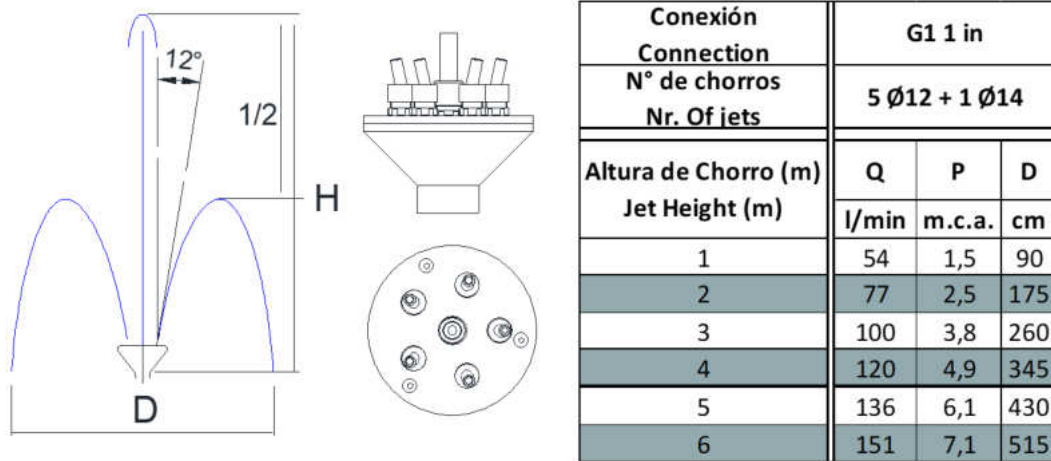 12°
1/2
H
D
Conexión
Connection
G1 1 in
N° de chorros
Nr. Of jets
5 Ø12 + 1 Ø14
Altura de Chorro (m)
Jet Height (m)
Q P D
l/min m.c.a. cm
1 54 1,5 90
2 77 2,5 175
3 100 3,8 260
4 120 4,9 345
5 136 6,1 430
6 151 7,1 515